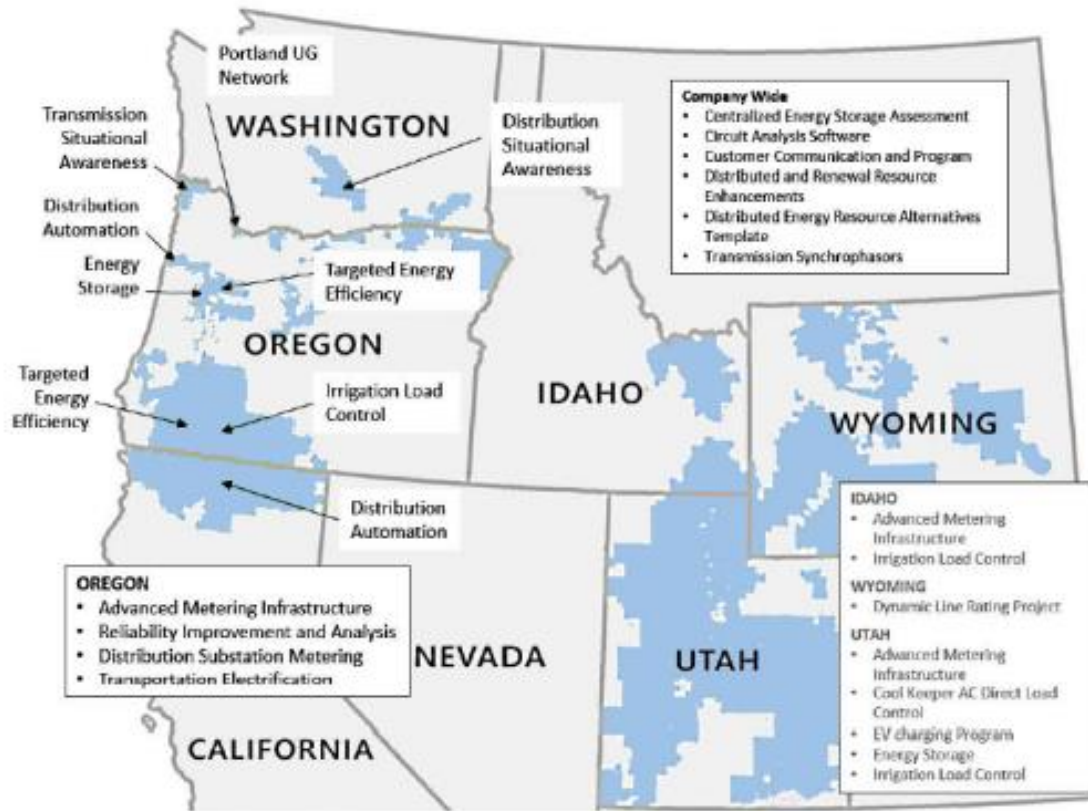 Portland UG
Network
Transmission
Situational
Awareness
WASHINGTON
Distribution
Situational
Awareness
Company Wide
• Centralized Energy Storage Assessment
• Circuit Analysis Software
• Customer Communication and Program
• Distributed and Renewal Resource
Enhancements
• Distributed Energy Resource Alternatives
Template
• Transmission Synchrophasors
Distribution
Automation
Energy
Storage
Targeted Energy
Efficiency
OREGON
Targeted
Energy
Efficiency
Irrigation Load
Control
IDAHO
WYOMING
Distribution
Automation
OREGON
• Advanced Metering Infrastructure
• Reliability Improvement and Analysis
• Distribution Substation Metering
• Transportation Electrification
NEVADA
UTAH
CALIFORNIA
IDAHO
• Advanced Metering
Infrastructure
• Irrigation Load Control
WYOMING
• Dynamic Line Rating Project
UTAH
• Advanced Metering
Infrastructure
• Cool Keeper AC Direct Load
Control
• EV charging Program
• Energy Storage
• Irrigation Load Control